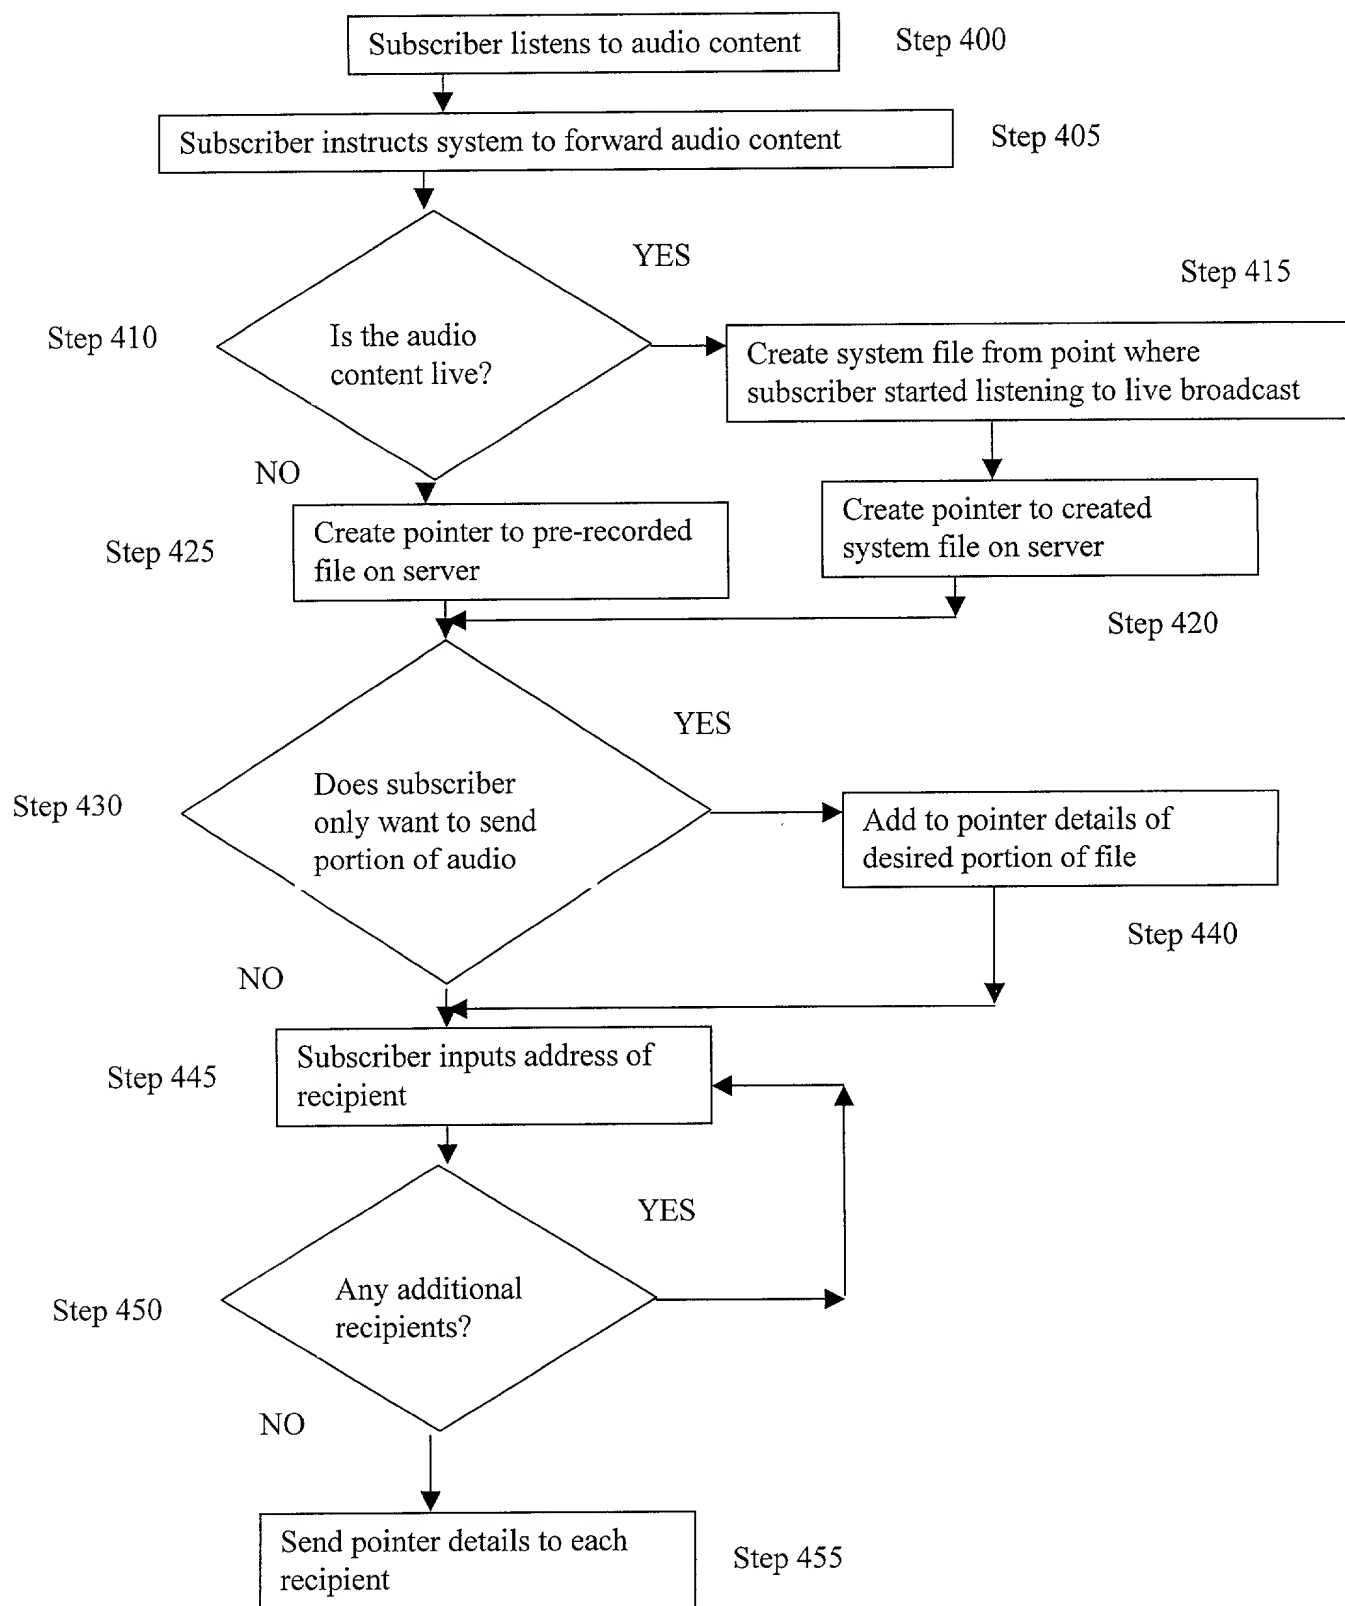 Subscriber listens to audio content
Step 400
Subscriber instructs system to forward audio content
Step 405
YES
Step 415
Step 410
Is the audio
content live?
Create system file from point where
subscriber started listening to live broadcast
NO
Step 425
Create pointer to pre-recorded
file on server
Create pointer to created
system file on server
Step 420
YES
Step 430
Does subscriber
only want to send
portion of audio
Add to pointer details of
desired portion of file
Step 440
NO
Step 445
Subscriber inputs address of
recipient
YES
Step 450
Any additional
recipients?
NO
Send pointer details to each
recipient
Step 455